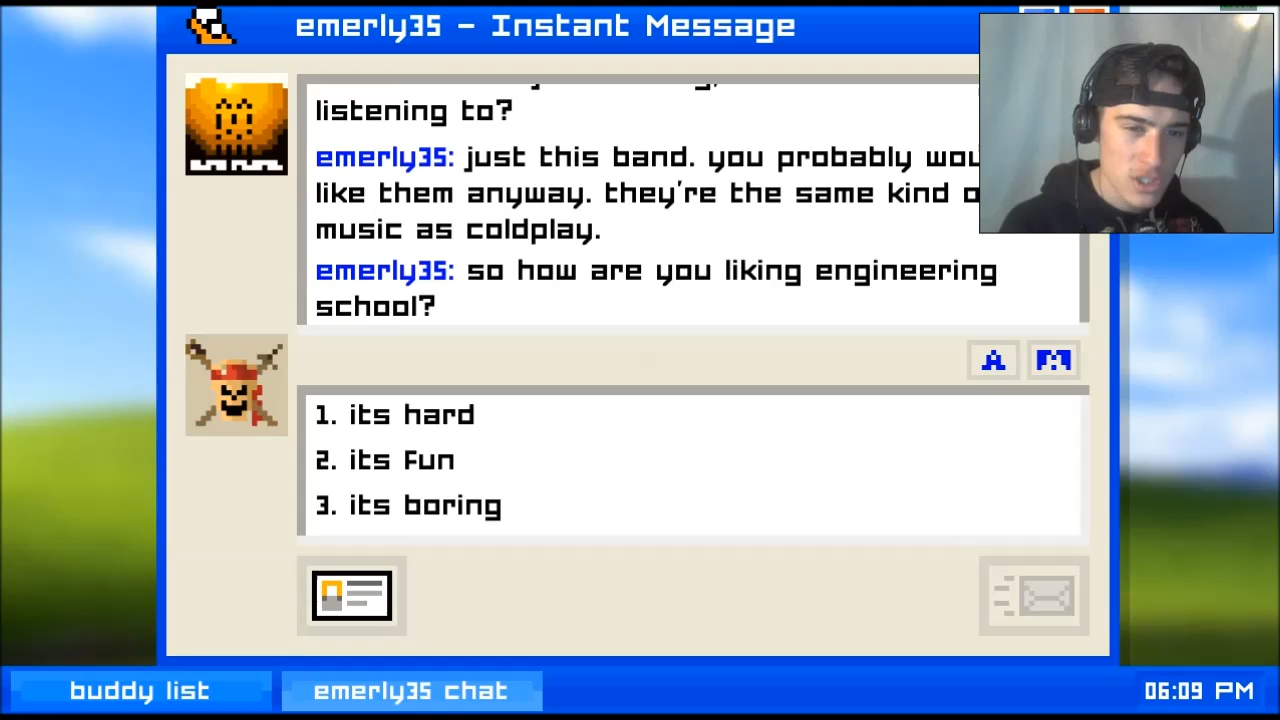 emerly35 - Instant Message
listening to?
emerly35: just this band. you probably
like them anyway. they're the same kind
music as coldplay.
emerly35: so how are you liking engineering
school?
A M
1. its hard
2. its fun
3. its boring
buddy list emerly35 chat 06:09 PM